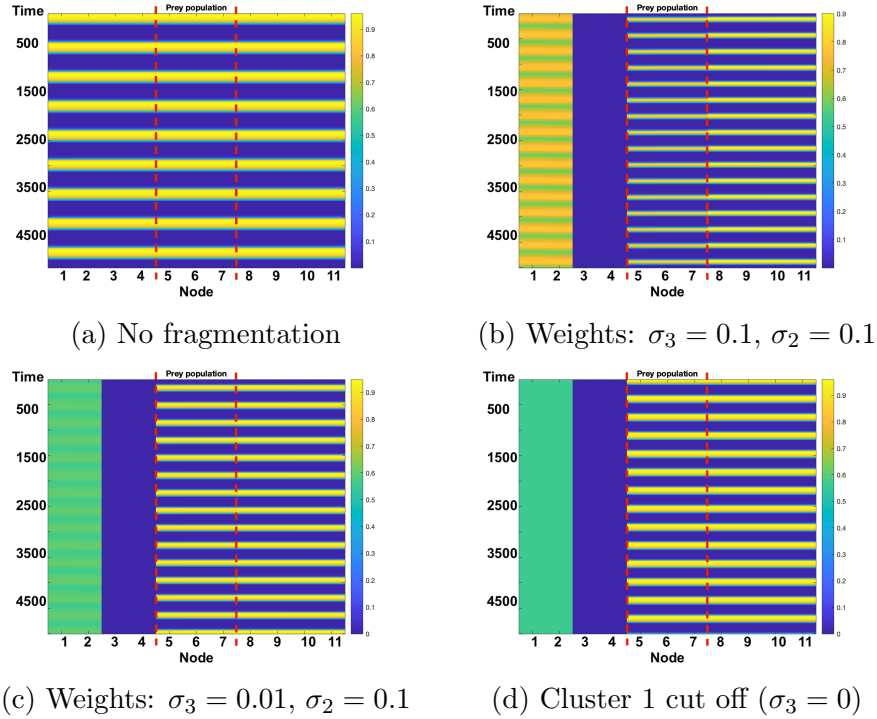 Time
Prey population
500
1500
2500
3500
4500
0.9
0.8
0.7
0.6
0.5
0.4
0.3
0.2
0.1
1 2 3 4 5 6 7 8 9 10 11
Node
(a) No fragmentation
Time
Prey population
500
1500
2500
3500
4500
0.9
0.8
0.7
0.6
0.5
0.4
0.3
0.2
0.1
1 2 3 4 5 6 7 8 9 10 11
Node
(b) Weights: σ₃ = 0.1, σ₂ = 0.1
Time
Prey population
500
1500
2500
3500
4500
0.9
0.8
0.7
0.6
0.5
0.4
0.3
0.2
0.1
0
1 2 3 4 5 6 7 8 9 10 11
Node
(c) Weights: σ₃ = 0.01, σ₂ = 0.1
Time
Prey population
500
1500
2500
3500
4500
0.9
0.8
0.7
0.6
0.5
0.4
0.3
0.2
0.1
0
1 2 3 4 5 6 7 8 9 10 11
Node
(d) Cluster 1 cut off (σ₃ = 0)